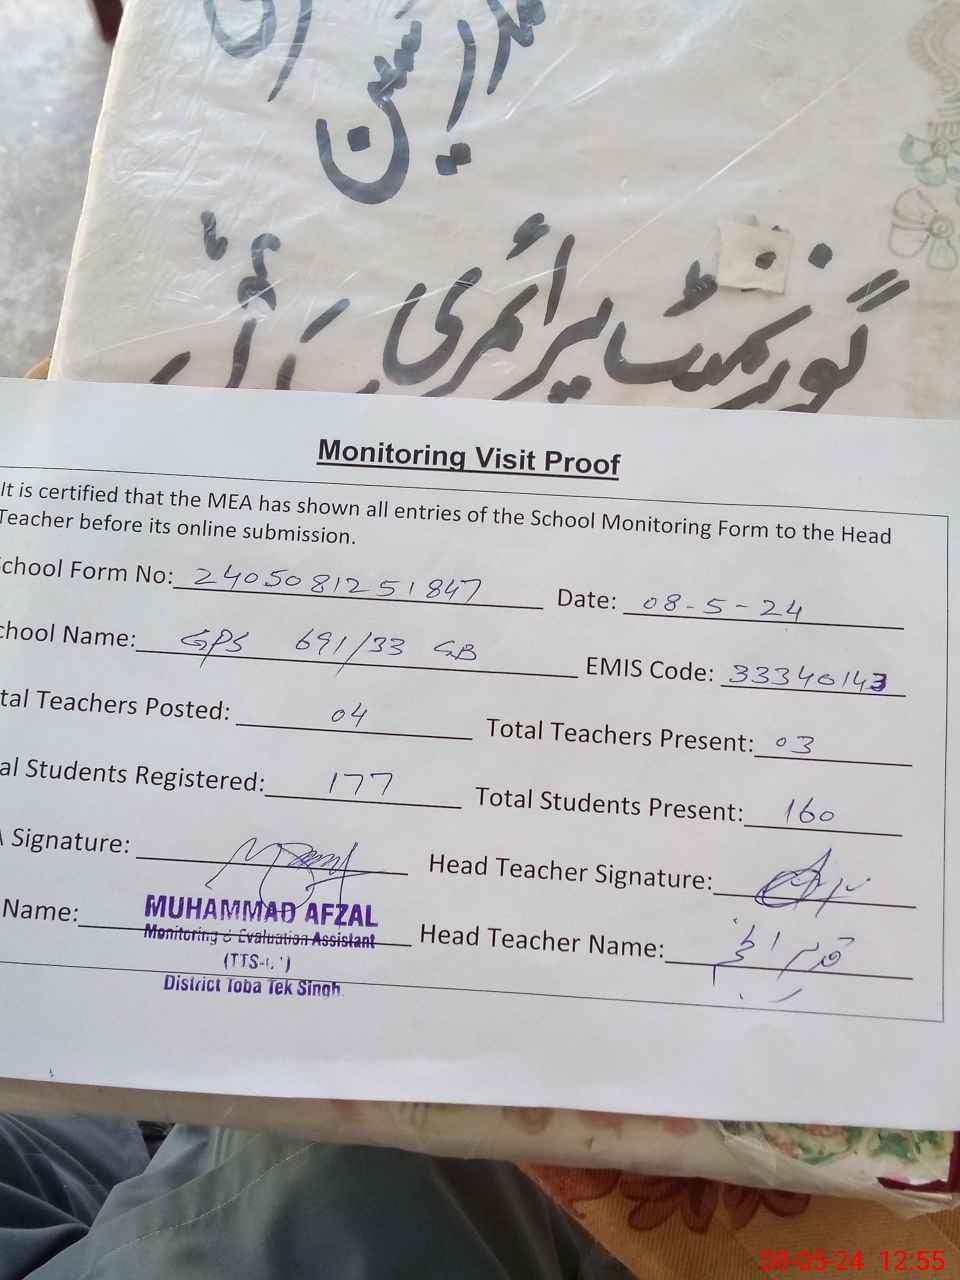 گورنمنٹ پرائمری
Monitoring Visit Proof
It is certified that the MEA has shown all entries of the School Monitoring Form to the Head
Teacher before its online submission.
chool Form No: 2405081251847 Date: 08-5-24
chool Name: GPS 691/33 GB EMIS Code: 33340143
tal Teachers Posted: 04 Total Teachers Present: 03
al Students Registered: 177 Total Students Present: 160
Signature: Head Teacher Signature:
Name: MUHAMMAD AFZAL Head Teacher Name:
Monitoring & Evaluation Assistant
District Toba Tek Singh
08-05-24 12:55